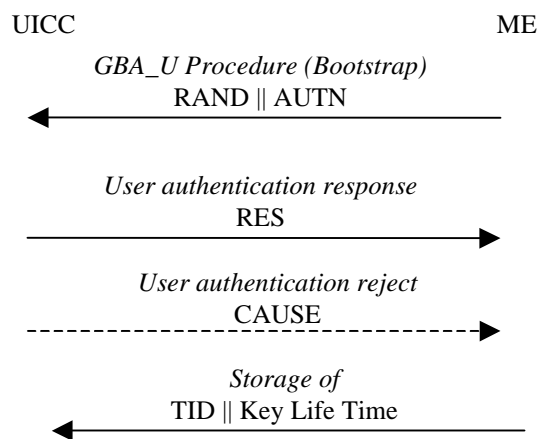 UICC ME
GBA_U Procedure (Bootstrap)
RAND || AUTN
User authentication response
RES
User authentication reject
CAUSE
Storage of
TID || Key Life Time